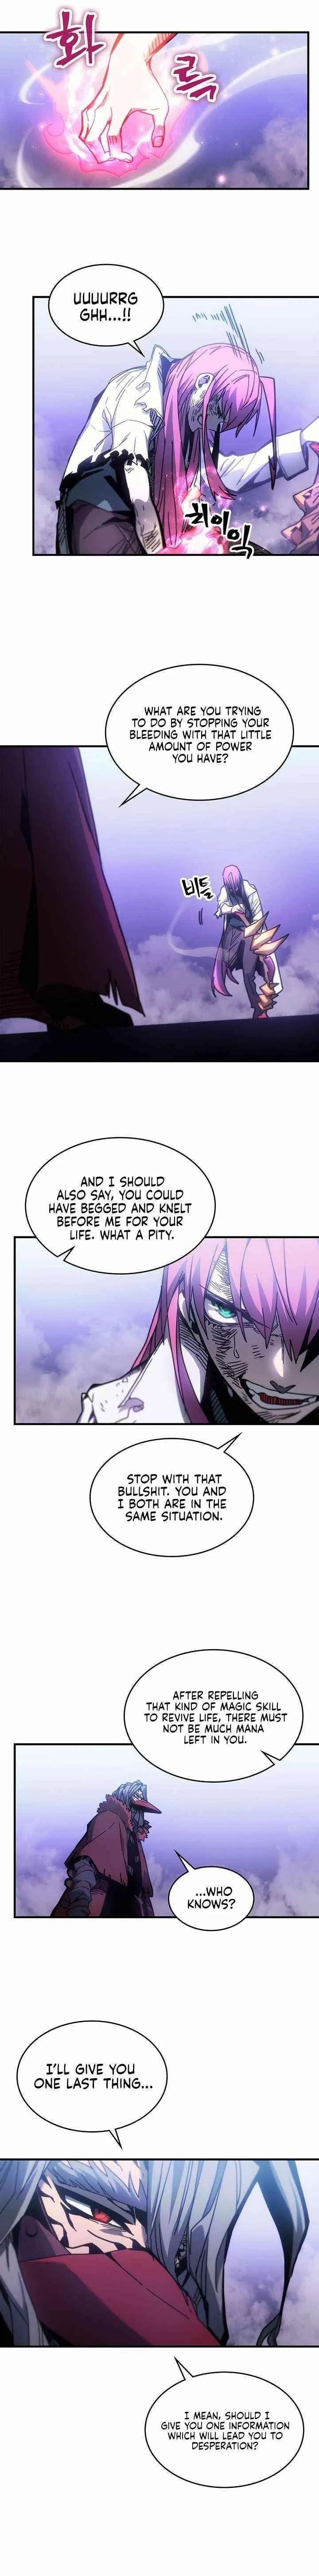 화
르륵
UUUURRG
GHH...!!
치이익
WHAT ARE YOU TRYING
TO DO BY STOPPING YOUR
BLEEDING WITH THAT LITTLE
AMOUNT OF POWER
YOU HAVE?
비틀
AND I SHOULD
ALSO SAY, YOU COULD
HAVE BEGGED AND KNELT
BEFORE ME FOR YOUR
LIFE. WHAT A PITY.
STOP WITH THAT
BULLSHIT. YOU AND
I BOTH ARE IN THE
SAME SITUATION.
AFTER REPELLING
THAT KIND OF MAGIC SKILL
TO REVIVE LIFE, THERE MUST
NOT BE MUCH MANA
LEFT IN YOU.
...WHO
KNOWS?
I'LL GIVE YOU
ONE LAST THING...
I MEAN, SHOULD I
GIVE YOU ONE INFORMATION
WHICH WILL LEAD YOU TO
DESPERATION?